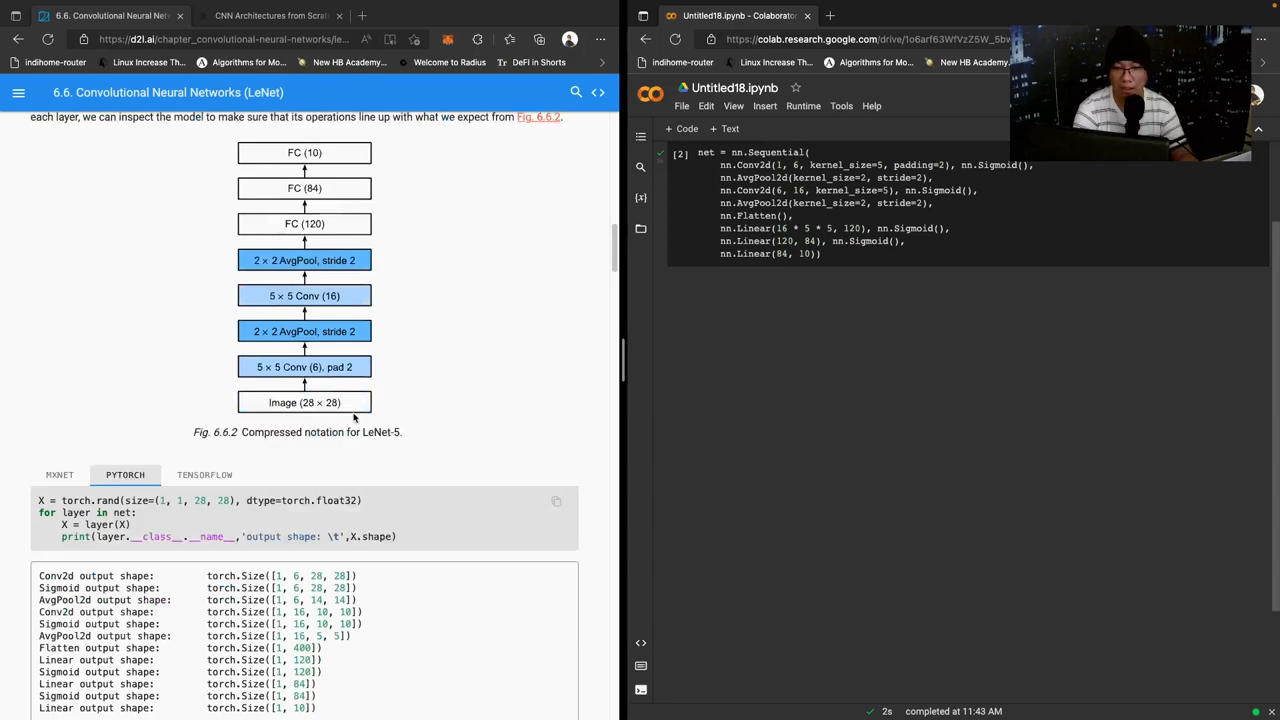 6.6. Convolutional Neural Netw
CNN Architectures from Scrat
https://d2l.ai/chapter_convolutional-neural-networks/le...
indihome-router
Linux Increase Th...
Algorithms for Mo...
New HB Academy...
Welcome to Radius
DeFI in Shorts
6.6. Convolutional Neural Networks (LeNet)
each layer, we can inspect the model to make sure that its operations line up with what we expect from Fig. 6.6.2.
FC (10)
FC (84)
FC (120)
2 × 2 AvgPool, stride 2
5 × 5 Conv (16)
2 × 2 AvgPool, stride 2
5 × 5 Conv (6), pad 2
Image (28 × 28)
Fig. 6.6.2 Compressed notation for LeNet-5.
MXNET
PYTORCH
TENSORFLOW
X = torch.rand(size=(1, 1, 28, 28), dtype=torch.float32)
for layer in net:
X = layer(X)
print(layer.__class__.__name__,'output shape: \t',X.shape)
Conv2d output shape: torch.Size([1, 6, 28, 28])
Sigmoid output shape: torch.Size([1, 6, 28, 28])
AvgPool2d output shape: torch.Size([1, 6, 14, 14])
Conv2d output shape: torch.Size([1, 16, 10, 10])
Sigmoid output shape: torch.Size([1, 16, 10, 10])
AvgPool2d output shape: torch.Size([1, 16, 5, 5])
Flatten output shape: torch.Size([1, 400])
Linear output shape: torch.Size([1, 120])
Sigmoid output shape: torch.Size([1, 120])
Linear output shape: torch.Size([1, 84])
Sigmoid output shape: torch.Size([1, 84])
Linear output shape: torch.Size([1, 10])
Untitled18.ipynb - Colaborato
https://colab.research.google.com/drive/1o6arf63WfVzZ5W_5bw
indihome-router
Linux Increase Th...
Algorithms for Mo...
New HB Academy
Untitled18.ipynb
File Edit View Insert Runtime Tools Help
+ Code + Text
[2] net = nn.Sequential(
nn.Conv2d(1, 6, kernel_size=5, padding=2), nn.Sigmoid(),
nn.AvgPool2d(kernel_size=2, stride=2),
nn.Conv2d(6, 16, kernel_size=5), nn.Sigmoid(),
nn.AvgPool2d(kernel_size=2, stride=2),
nn.Flatten(),
nn.Linear(16 * 5 * 5, 120), nn.Sigmoid(),
nn.Linear(120, 84), nn.Sigmoid(),
nn.Linear(84, 10))
2s completed at 11:43 AM